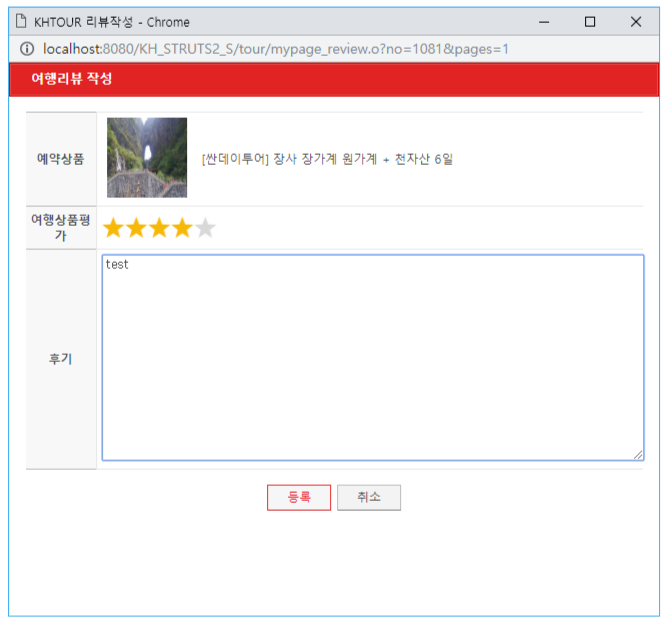 KHTOUR 리뷰작성 - Chrome
localhost:8080/KH_STRUTS2_S/tour/mypage_review.o?no=1081&pages=1
여행리뷰 작성
예약상품
[싼데이투어] 장사 장가계 원가계 + 천자산 6일
여행상품평
가
test
후기
등록
취소